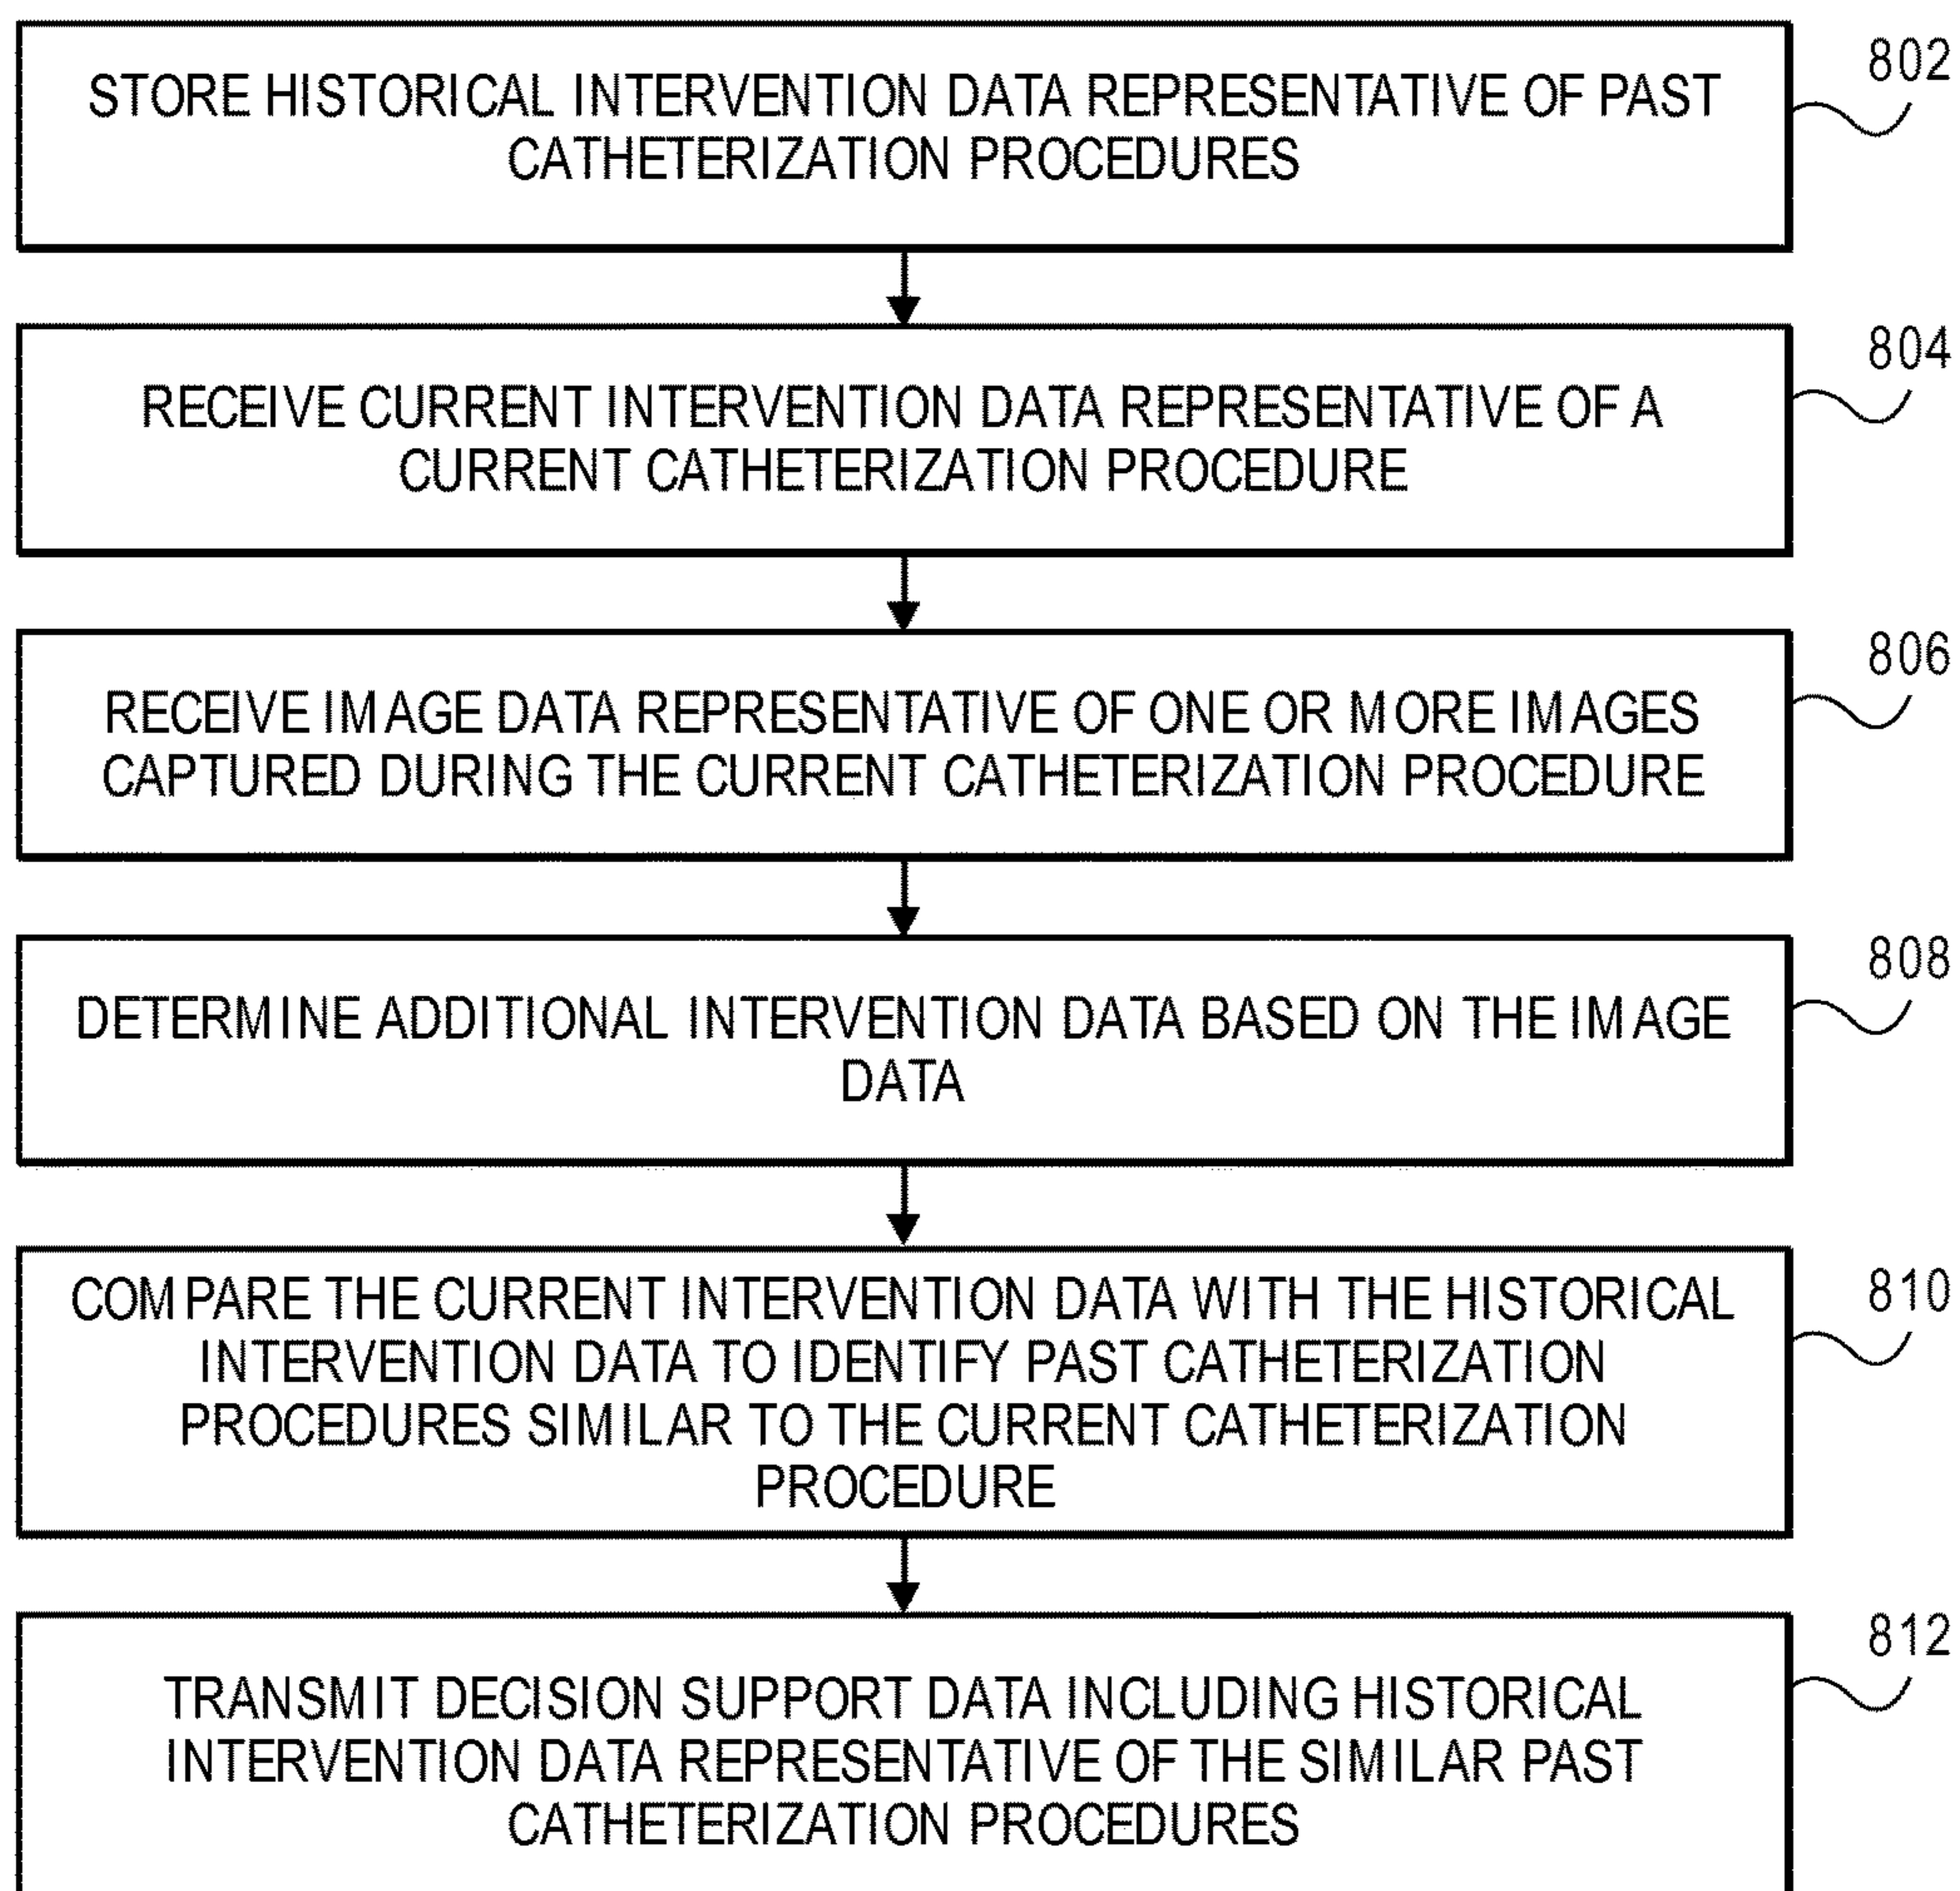 802
STORE HISTORICAL INTERVENTION DATA REPRESENTATIVE OF PAST
CATHETERIZATION PROCEDURES
804
RECEIVE CURRENT INTERVENTION DATA REPRESENTATIVE OF A
CURRENT CATHETERIZATION PROCEDURE
806
RECEIVE IMAGE DATA REPRESENTATIVE OF ONE OR MORE IMAGES
CAPTURED DURING THE CURRENT CATHETERIZATION PROCEDURE
808
DETERMINE ADDITIONAL INTERVENTION DATA BASED ON THE IMAGE
DATA
810
COMPARE THE CURRENT INTERVENTION DATA WITH THE HISTORICAL
INTERVENTION DATA TO IDENTIFY PAST CATHETERIZATION
PROCEDURES SIMILAR TO THE CURRENT CATHETERIZATION
PROCEDURE
812
TRANSMIT DECISION SUPPORT DATA INCLUDING HISTORICAL
INTERVENTION DATA REPRESENTATIVE OF THE SIMILAR PAST
CATHETERIZATION PROCEDURES